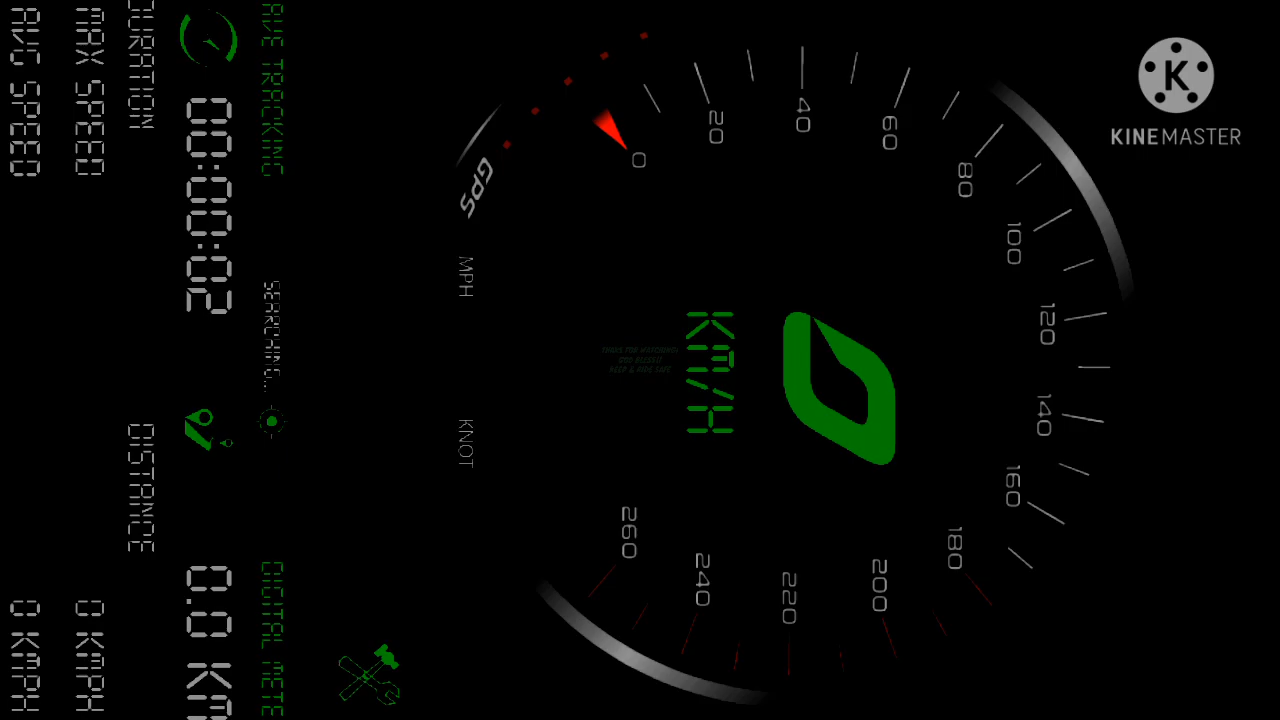 KINEMASTER
K
GPS
MPH
KNOT
0
20
40
60
80
100
120
140
160
180
200
220
240
260
0
KM/H
SEARCHING...
DIGITAL METE
00:00:02
0.0 KM
DURATION
DISTANCE
MAX SPEED
0 KMPH
AVG SPEED
0 KMPH